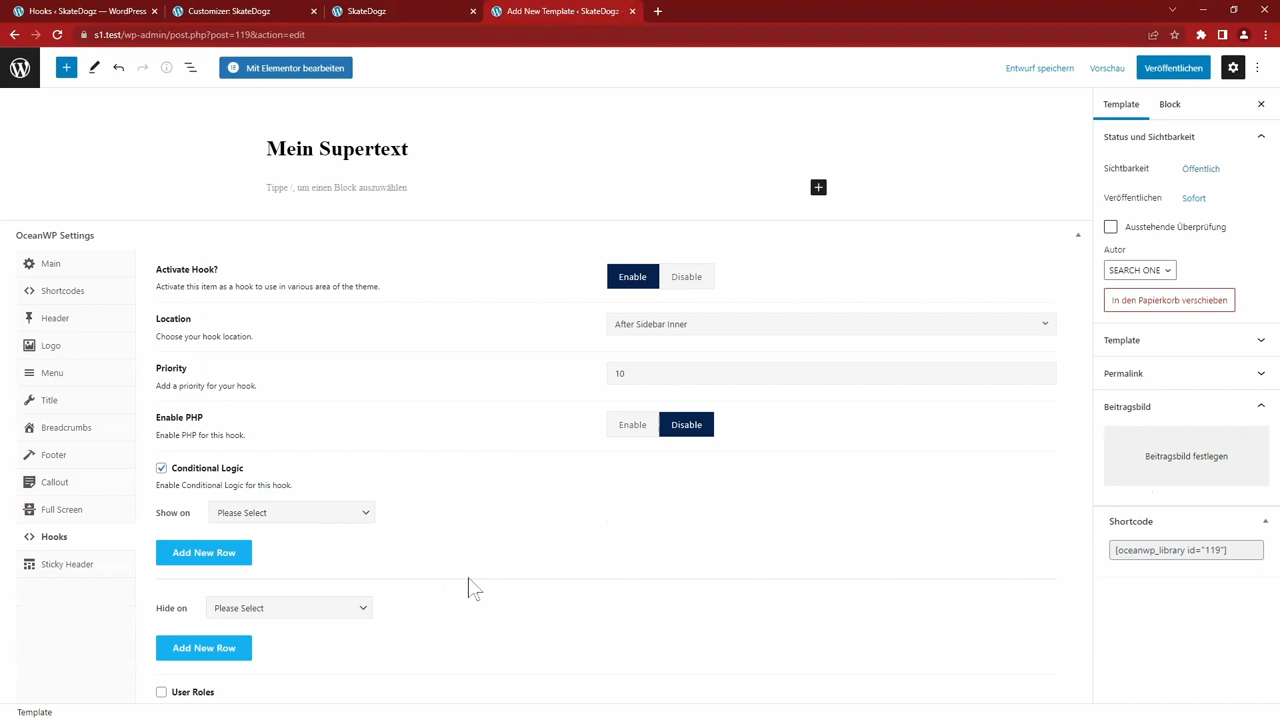 Hooks ‹ SkateDogz — WordPress
Customizer: SkateDogz
SkateDogz
Add New Template ‹ SkateDogz
s1.test/wp-admin/post.php?post=119&action=edit
Mit Elementor bearbeiten
Entwurf speichern
Vorschau
Veröffentlichen
Mein Supertext
Tippe /, um einen Block auszuwählen
OceanWP Settings
Main
Shortcodes
Header
Logo
Menu
Title
Breadcrumbs
Footer
Callout
Full Screen
Hooks
Sticky Header
Activate Hook?
Activate this item as a hook to use in various area of the theme.
Enable Disable
Location
Choose your hook location.
After Sidebar Inner
Priority
Add a priority for your hook.
10
Enable PHP
Enable PHP for this hook.
Enable Disable
Conditional Logic
Enable Conditional Logic for this hook.
Show on Please Select
Add New Row
Hide on Please Select
Add New Row
User Roles
Template Block
Status und Sichtbarkeit
Sichtbarkeit Öffentlich
Veröffentlichen Sofort
Ausstehende Überprüfung
Autor
SEARCH ONE
In den Papierkorb verschieben
Template
Permalink
Beitragsbild
Beitragsbild festlegen
Shortcode
[oceanwp_library id="119"]
Template